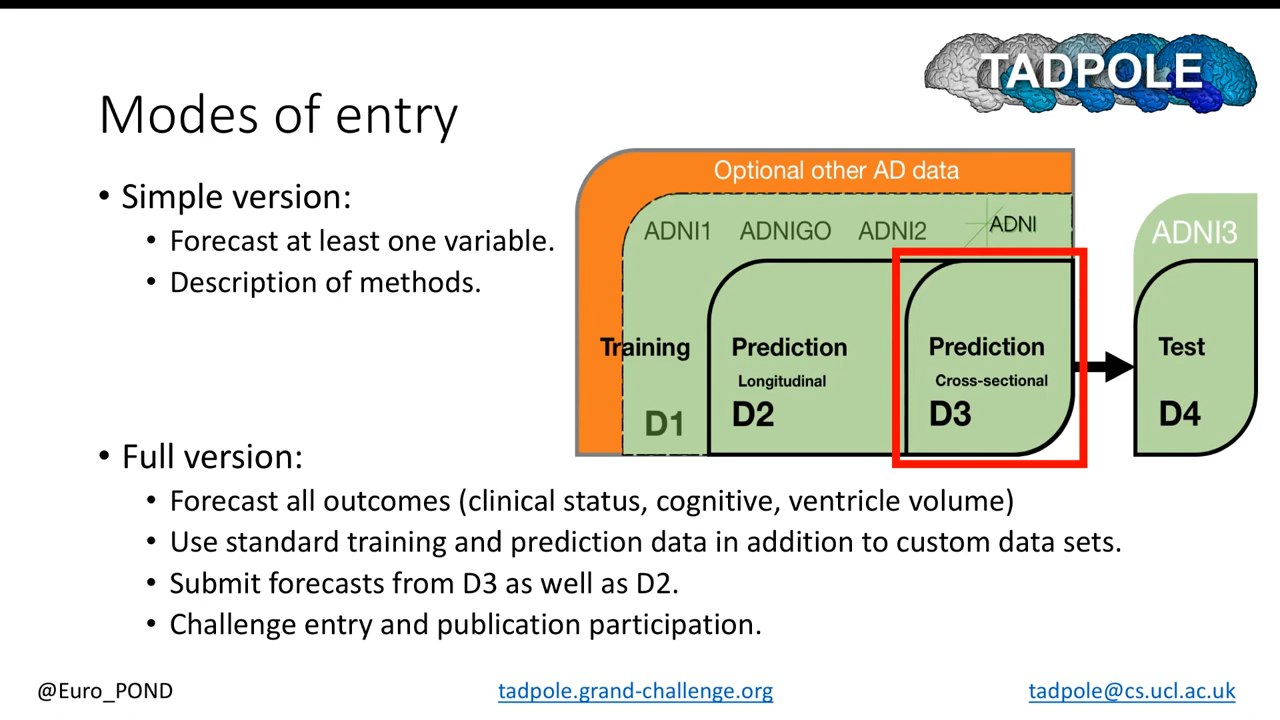 TADPOLE
Modes of entry
• Simple version:
• Forecast at least one variable.
• Description of methods.
Optional other AD data
ADNI1 ADNIGO ADNI2 ADNI
ADNI3
Training
Prediction
Longitudinal
Prediction
Cross-sectional
Test
D1
D2
D3
D4
• Full version:
• Forecast all outcomes (clinical status, cognitive, ventricle volume)
• Use standard training and prediction data in addition to custom data sets.
• Submit forecasts from D3 as well as D2.
• Challenge entry and publication participation.
@Euro_POND
tadpole.grand-challenge.org
tadpole@cs.ucl.ac.uk